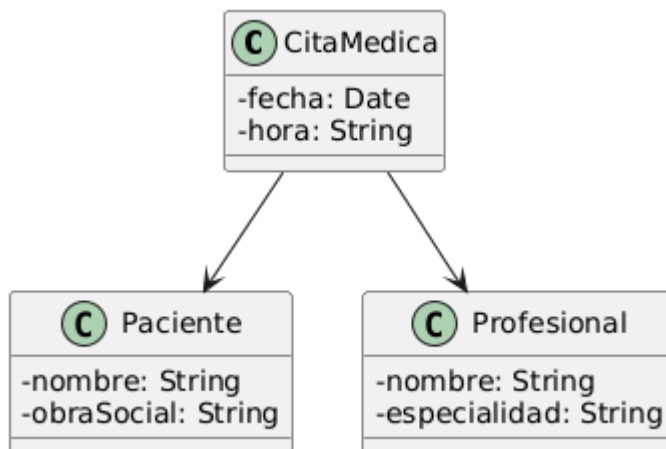 C CitaMedica
-fecha: Date
-hora: String
C Paciente
-nombre: String
-obraSocial: String
C Profesional
-nombre: String
-especialidad: String